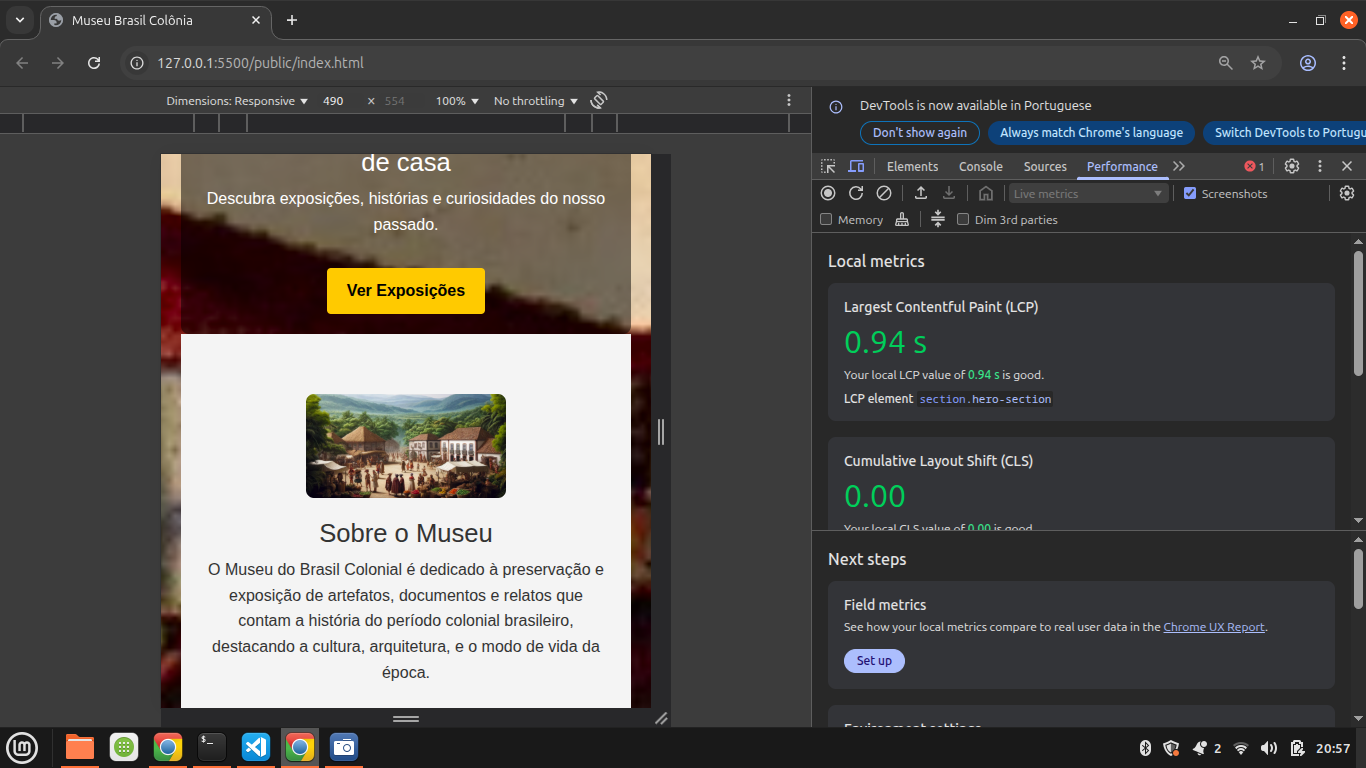 Museu Brasil Colônia
127.0.0.1:5500/public/index.html
Dimensions: Responsive 490 x 554 100% No throttling
DevTools is now available in Portuguese
Don't show again Always match Chrome's language Switch DevTools to Portugu
Elements Console Sources Performance 1
Live metrics Screenshots
Memory Dim 3rd parties
de casa
Descubra exposições, histórias e curiosidades do nosso
passado.
Ver Exposições
Sobre o Museu
O Museu do Brasil Colonial é dedicado à preservação e
exposição de artefatos, documentos e relatos que
contam a história do período colonial brasileiro,
destacando a cultura, arquitetura, e o modo de vida da
época.
Local metrics
Largest Contentful Paint (LCP)
0.94 s
Your local LCP value of 0.94 s is good.
LCP element section.hero-section
Cumulative Layout Shift (CLS)
0.00
Your local CLS value of 0.00 is good.
Next steps
Field metrics
See how your local metrics compare to real user data in the Chrome UX Report.
Set up
Environment settings
2 20:57